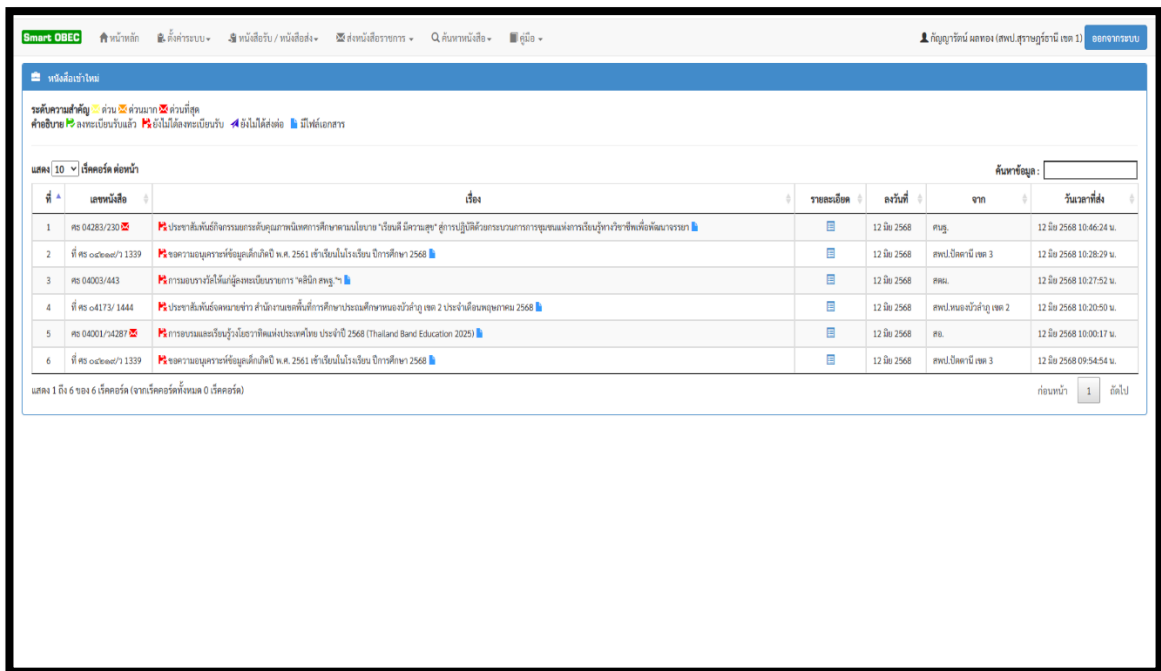 Smart OBEC หน้าหลัก ตั้งค่าระบบ หนังสือรับ / หนังสือส่ง ส่งหนังสือราชการ ค้นหาหนังสือ คู่มือ กัญญารัตน์ ผลทอง (สพป.สุราษฎร์ธานี เขต 1) ออกจากระบบ
หนังสือเข้าใหม่
ระดับความสำคัญ ด่วน ด่วนมาก ด่วนที่สุด
คำอธิบาย ลงทะเบียนรับแล้ว ยังไม่ได้ลงทะเบียนรับ ยังไม่ได้ส่งต่อ มีไฟล์เอกสาร
แสดง 10 เร็คคอร์ด ต่อหน้า ค้นหาข้อมูล :
ที่ เลขหนังสือ เรื่อง รายละเอียด ลงวันที่ จาก วันเวลาที่ส่ง
1 ศธ 04283/230 ประชาสัมพันธ์กิจกรรมยกระดับคุณภาพนิเทศการศึกษาตามนโยบาย "เรียนดี มีความสุข" สู่การปฏิบัติด้วยกระบวนการการชุมชนแห่งการเรียนรู้ทางวิชาชีพเพื่อพัฒนาจรรยา 12 มิย 2568 ศนฐ. 12 มิย 2568 10:46:24 น.
2 ที่ ศธ ๐๔๒๑๙/ว 1339 ขอความอนุเคราะห์ข้อมูลเด็กเกิดปี พ.ศ. 2561 เข้าเรียนในโรงเรียน ปีการศึกษา 2568 12 มิย 2568 สพป.ปัตตานี เขต 3 12 มิย 2568 10:28:29 น.
3 ศธ 04003/443 การมอบรางวัลให้แก่ผู้ลงทะเบียนรายการ "คลินิก สพฐ."ฯ 12 มิย 2568 สตผ. 12 มิย 2568 10:27:52 น.
4 ที่ ศธ ๐4173/ 1444 ประชาสัมพันธ์จดหมายข่าว สำนักงานเขตพื้นที่การศึกษาประถมศึกษาหนองบัวลำภู เขต 2 ประจำเดือนพฤษภาคม 2568 12 มิย 2568 สพป.หนองบัวลำภู เขต 2 12 มิย 2568 10:20:50 น.
5 ศธ 04001/ว4287 การอบรมและเรียนรู้วงโยธวาทิตแห่งประเทศไทย ประจำปี 2568 (Thailand Band Education 2025) 12 มิย 2568 สอ. 12 มิย 2568 10:00:17 น.
6 ที่ ศธ ๐๔๒๑๙/ว 1339 ขอความอนุเคราะห์ข้อมูลเด็กเกิดปี พ.ศ. 2561 เข้าเรียนในโรงเรียน ปีการศึกษา 2568 12 มิย 2568 สพป.ปัตตานี เขต 3 12 มิย 2568 09:54:54 น.
แสดง 1 ถึง 6 ของ 6 เร็คคอร์ด (จากเร็คคอร์ดทั้งหมด 0 เร็คคอร์ด) ก่อนหน้า 1 ถัดไป